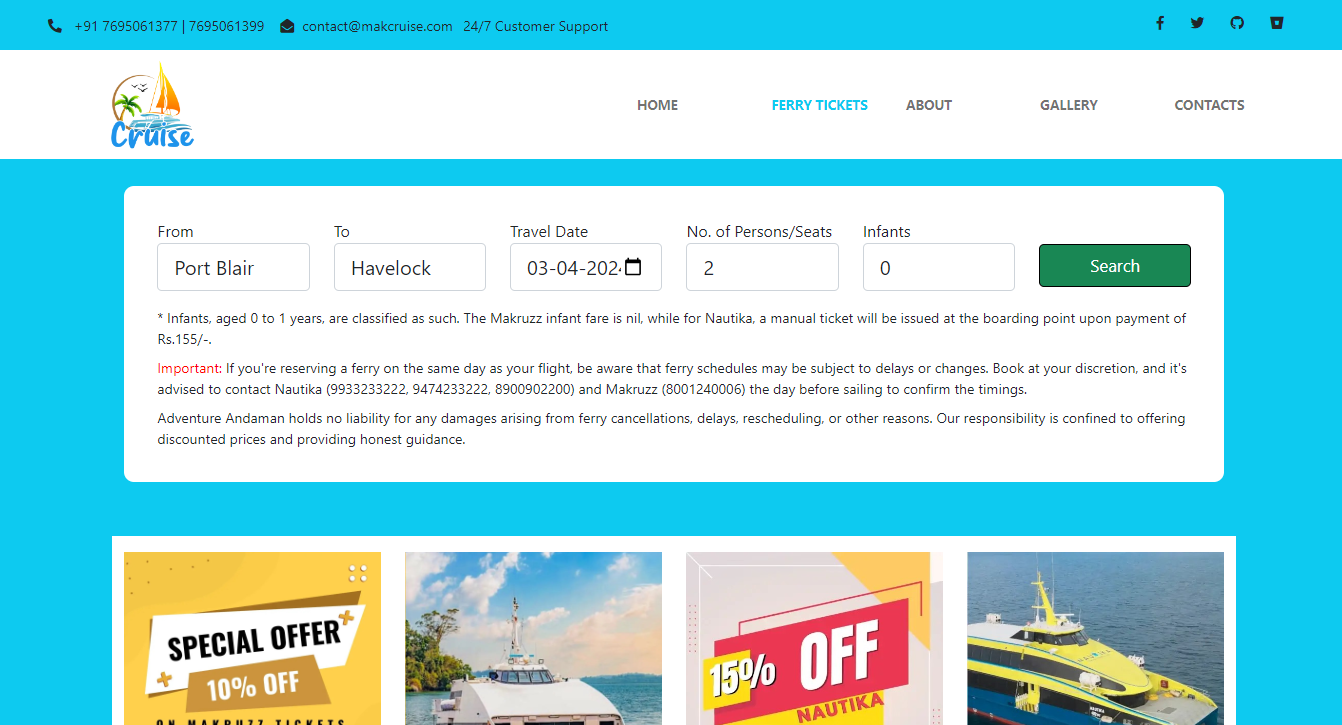 +91 7695061377 | 7695061399 contact@makcruise.com 24/7 Customer Support
Cruise
HOME FERRY TICKETS ABOUT GALLERY CONTACTS
From To Travel Date No. of Persons/Seats Infants
Port Blair Havelock 03-04-2024 2 0 Search
* Infants, aged 0 to 1 years, are classified as such. The Makruzz infant fare is nil, while for Nautika, a manual ticket will be issued at the boarding point upon payment of
Rs.155/-.
Important: If you're reserving a ferry on the same day as your flight, be aware that ferry schedules may be subject to delays or changes. Book at your discretion, and it's
advised to contact Nautika (9933233222, 9474233222, 8900902200) and Makruzz (8001240006) the day before sailing to confirm the timings.
Adventure Andaman holds no liability for any damages arising from ferry cancellations, delays, rescheduling, or other reasons. Our responsibility is confined to offering
discounted prices and providing honest guidance.
SPECIAL OFFER
10% OFF
ON MAKRUZZ TICKETS
15% OFF
NAUTIKA